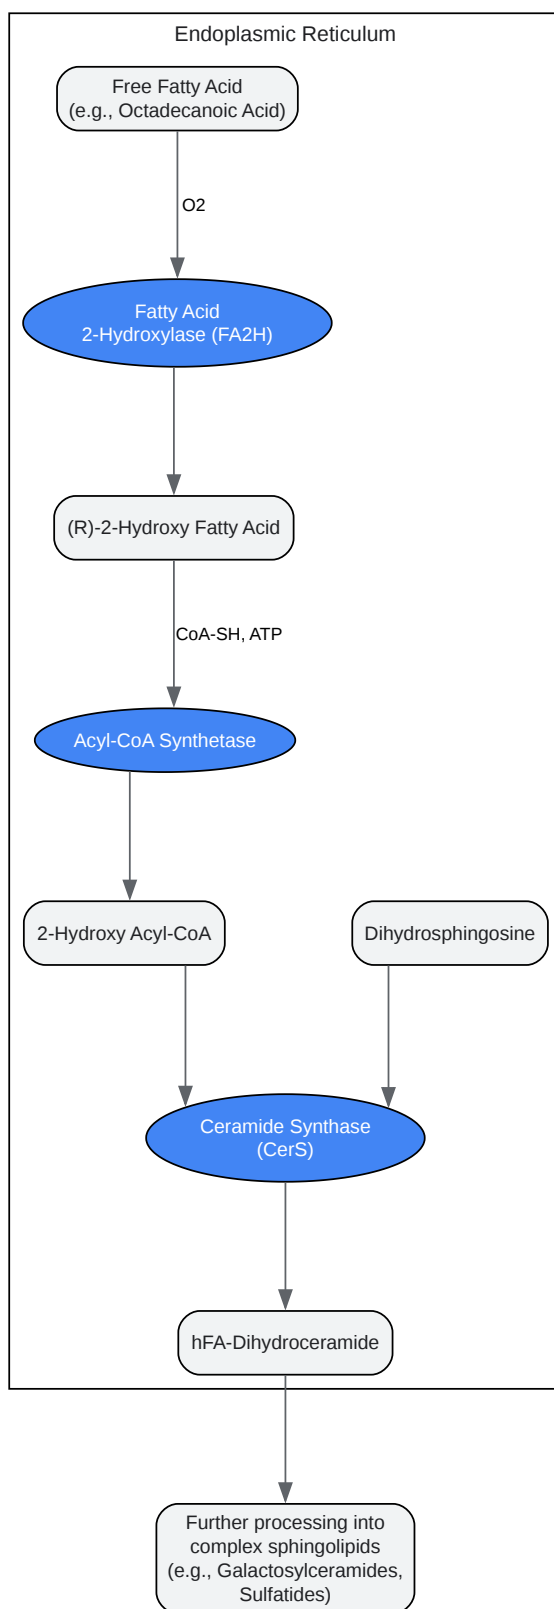 Endoplasmic Reticulum
Free Fatty Acid
(e.g., Octadecanoic Acid)
O2
Fatty Acid
2-Hydroxylase (FA2H)
(R)-2-Hydroxy Fatty Acid
CoA-SH, ATP
Acyl-CoA Synthetase
2-Hydroxy Acyl-CoA
Dihydrosphingosine
Ceramide Synthase
(CerS)
hFA-Dihydroceramide
Further processing into
complex sphingolipids
(e.g., Galactosylceramides,
Sulfatides)